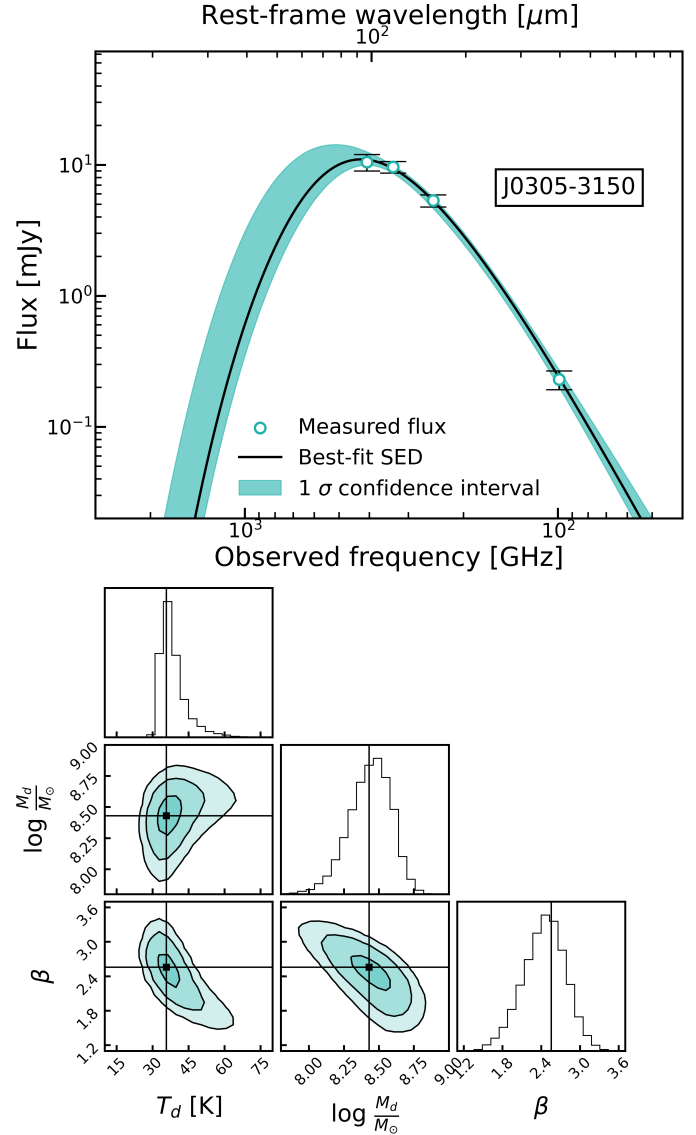 Rest-frame wavelength [μm]
10²
10¹
10⁰
10⁻¹
Flux [mJy]
J0305-3150
Measured flux
Best-fit SED
1 σ confidence interval
10³ 10²
Observed frequency [GHz]
9.00
8.75
8.50
8.25
8.00
log M_d/M_⊙
3.6
3.0
2.4
1.8
1.2
β
15 30 45 60 75
T_d [K]
8.00 8.25 8.50 8.75 9.00
log M_d/M_⊙
1.2 1.8 2.4 3.0 3.6
β